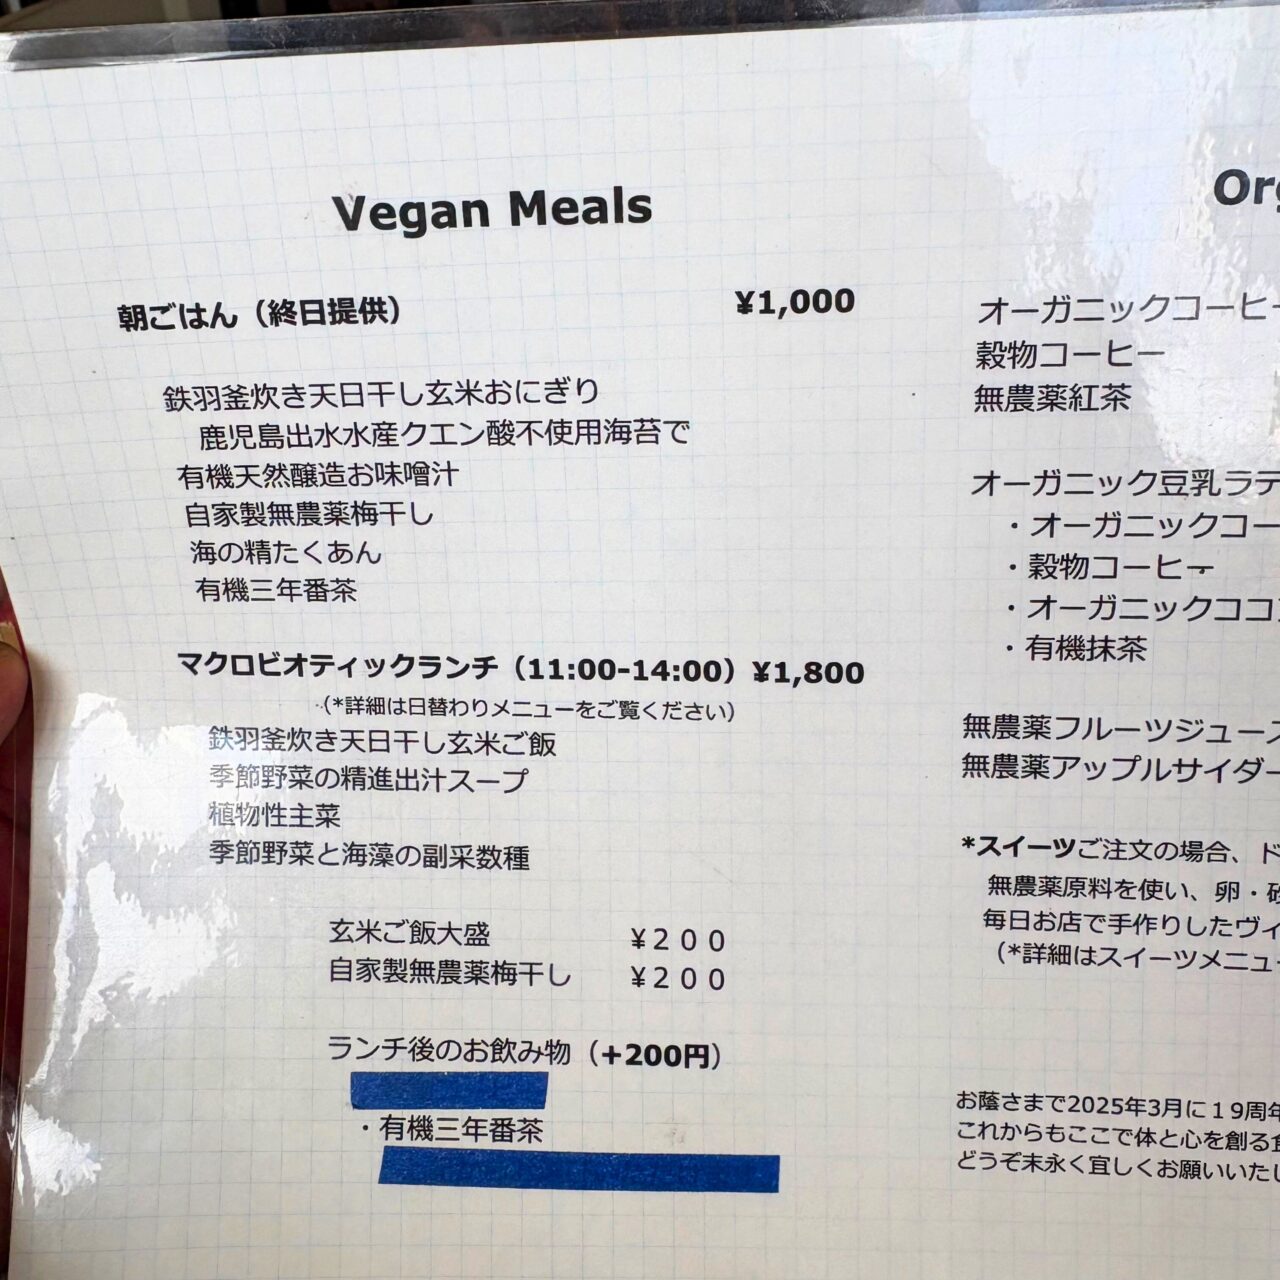 Vegan Meals
朝ごはん（終日提供） ¥1,000
鉄羽釜炊き天日干し玄米おにぎり
鹿児島出水水産クエン酸不使用海苔で
有機天然醸造お味噌汁
自家製無農薬梅干し
海の精たくあん
有機三年番茶
マクロビオティックランチ（11:00-14:00）¥1,800
（*詳細は日替わりメニューをご覧ください）
鉄羽釜炊き天日干し玄米ご飯
季節野菜の精進出汁スープ
植物性主菜
季節野菜と海藻の副采数種
玄米ご飯大盛 ¥２００
自家製無農薬梅干し ¥２００
ランチ後のお飲み物（+200円）
・有機三年番茶
Org
オーガニックコーヒー
穀物コーヒー
無農薬紅茶
オーガニック豆乳ラテ
・オーガニックコー
・穀物コーヒー
・オーガニックココ
・有機抹茶
無農薬フルーツジュース
無農薬アップルサイダー
*スイーツご注文の場合、ド
無農薬原料を使い、卵・
毎日お店で手作りしたヴィ
（*詳細はスイーツメニュー
お蔭さまで2025年3月に１9周年
これからもここで体と心を創る食
どうぞ末永く宜しくお願いいたし